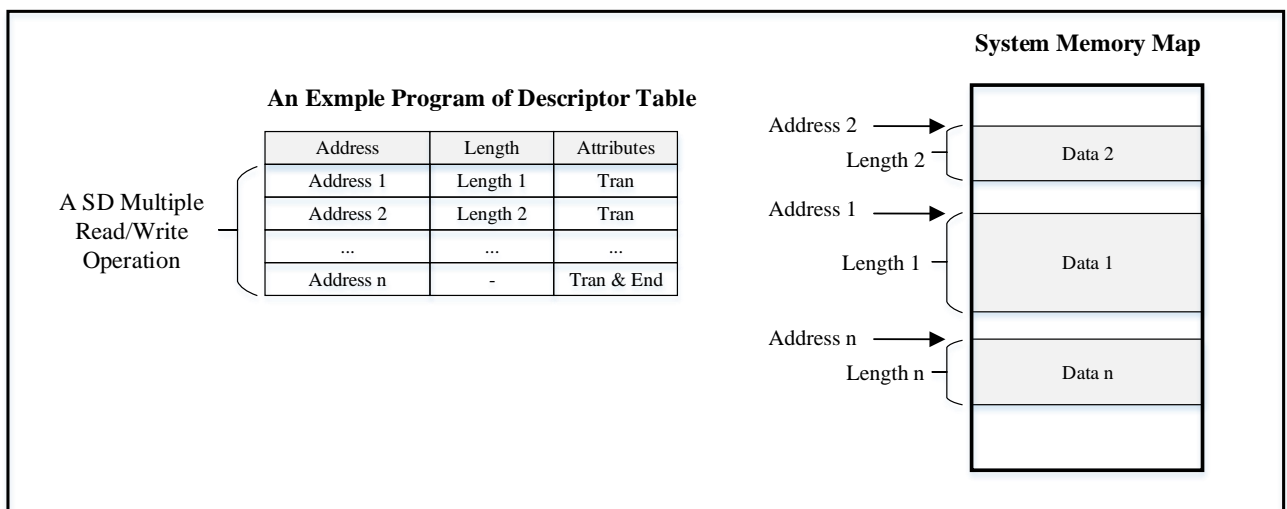 System Memory Map
An Exmple Program of Descriptor Table
Address Length Attributes
Address 1 Length 1 Tran
Address 2 Length 2 Tran
... ... ...
Address n - Tran & End
A SD Multiple
Read/Write
Operation
Address 2
Length 2
Data 2
Address 1
Length 1
Data 1
Address n
Length n
Data n